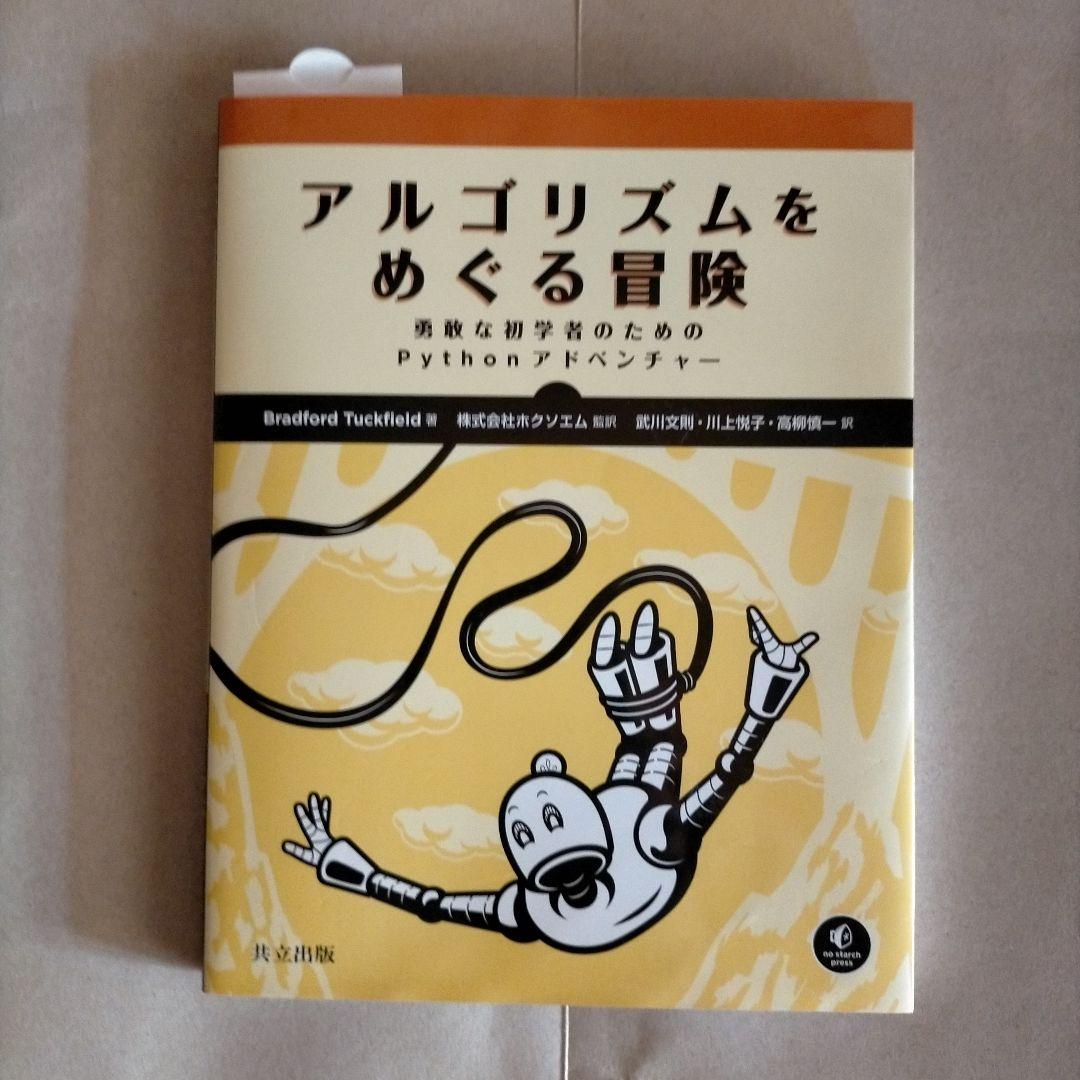 アルゴリズムを
めぐる冒険
勇敢な初学者のための
Pythonアドベンチャー
Bradford Tuckfield 著 株式会社ホクソエム 監訳 武川文則・川上悦子・高柳慎一 訳
共立出版
no starch
press